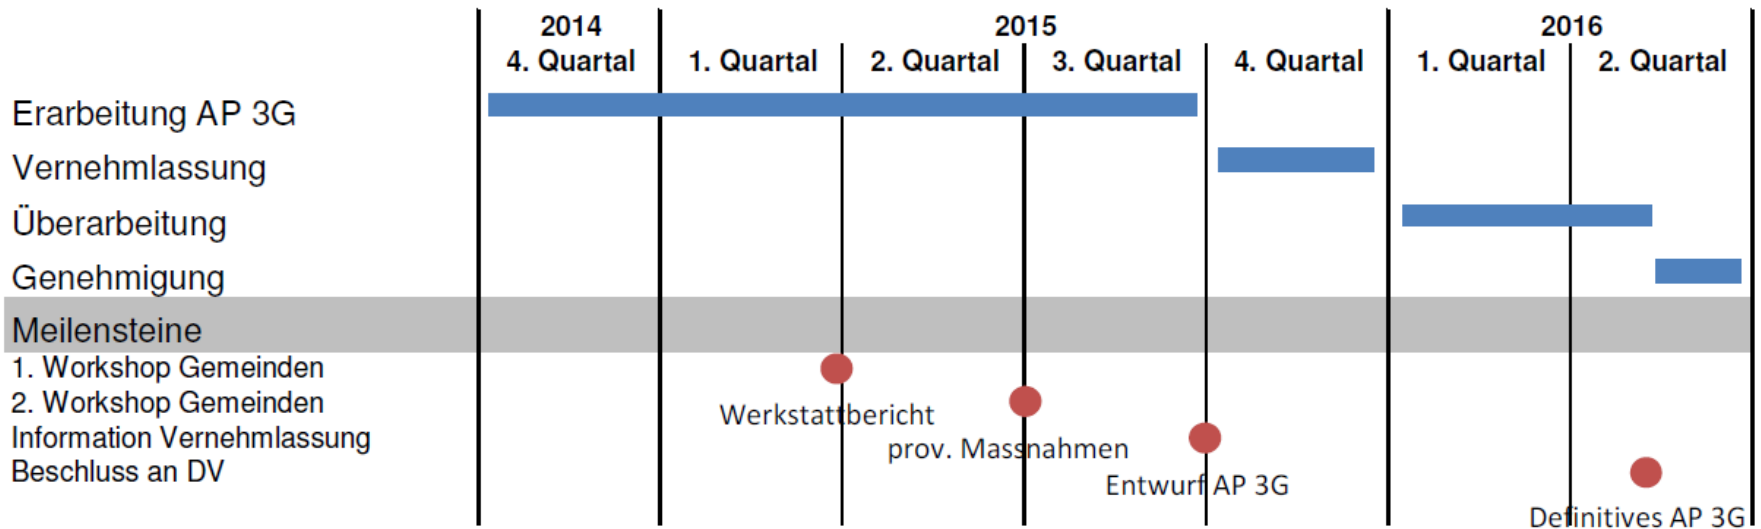 2014 2015 2016
4. Quartal 1. Quartal 2. Quartal 3. Quartal 4. Quartal 1. Quartal 2. Quartal
Erarbeitung AP 3G
Vernehmlassung
Überarbeitung
Genehmigung
Meilensteine
1. Workshop Gemeinden
Werkstattbericht
2. Workshop Gemeinden
prov. Massnahmen
Information Vernehmlassung
Entwurf AP 3G
Beschluss an DV
Definitives AP 3G